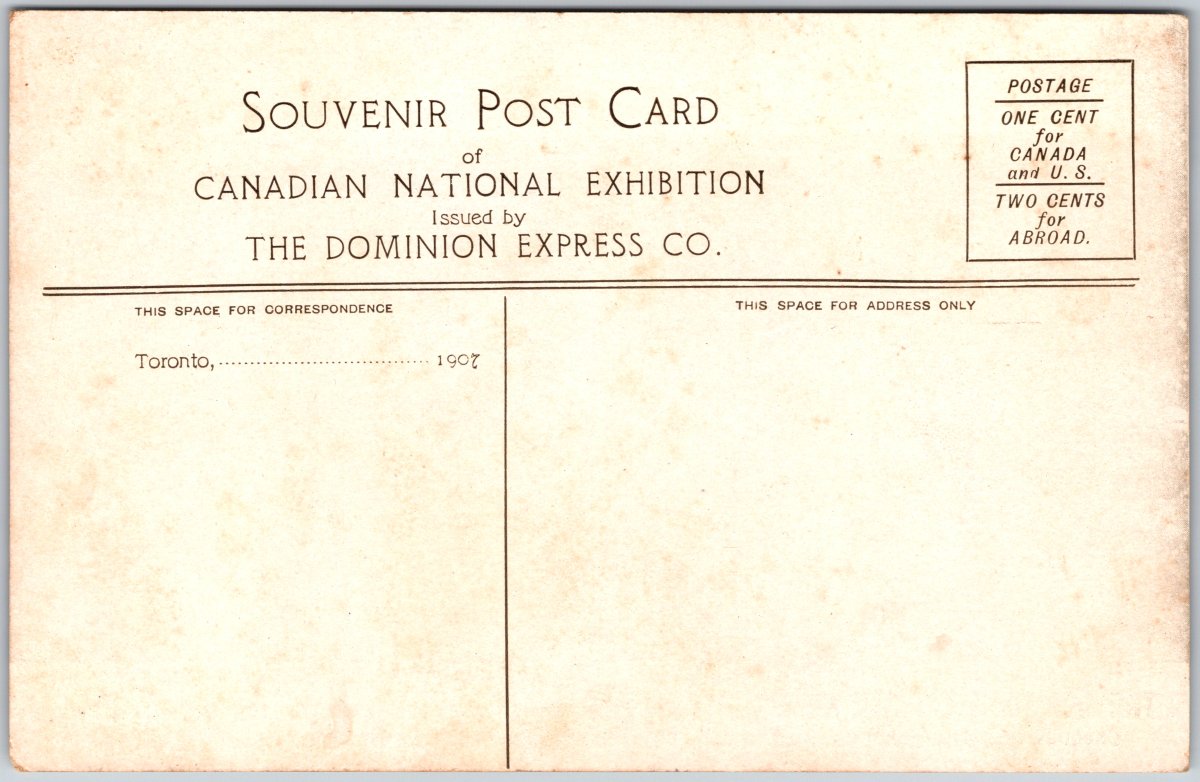 SOUVENIR POST CARD
of
CANADIAN NATIONAL EXHIBITION
Issued by
THE DOMINION EXPRESS CO.
POSTAGE
ONE CENT
for
CANADA
and U. S.
TWO CENTS
for
ABROAD.
THIS SPACE FOR CORRESPONDENCE
THIS SPACE FOR ADDRESS ONLY
Toronto, .................................. 1907